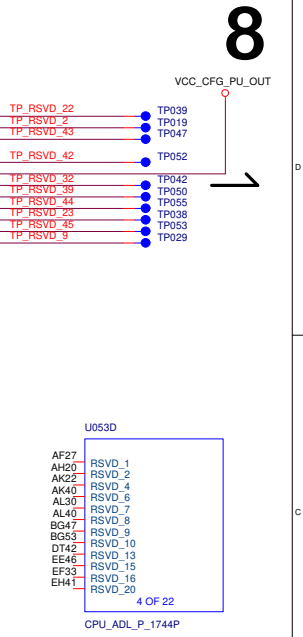 8
VCC_CFG_PU_OUT
TP_RSVD_22 TP039
TP_RSVD_2 TP019
TP_RSVD_43 TP047
TP_RSVD_42 TP052
D
TP_RSVD_32 TP042
TP_RSVD_39 TP050
TP_RSVD_44 TP055
TP_RSVD_23 TP038
TP_RSVD_45 TP053
TP_RSVD_9 TP029
U053D
AF27 RSVD_1
AH20 RSVD_2
AK22 RSVD_4
AK40 RSVD_6
AL30 RSVD_7
AL40 RSVD_8
BG47 RSVD_9
BG53 RSVD_10
DT42 RSVD_13
EE46 RSVD_15
EF33 RSVD_16
EH41 RSVD_20
C
4 OF 22
CPU_ADL_P_1744P